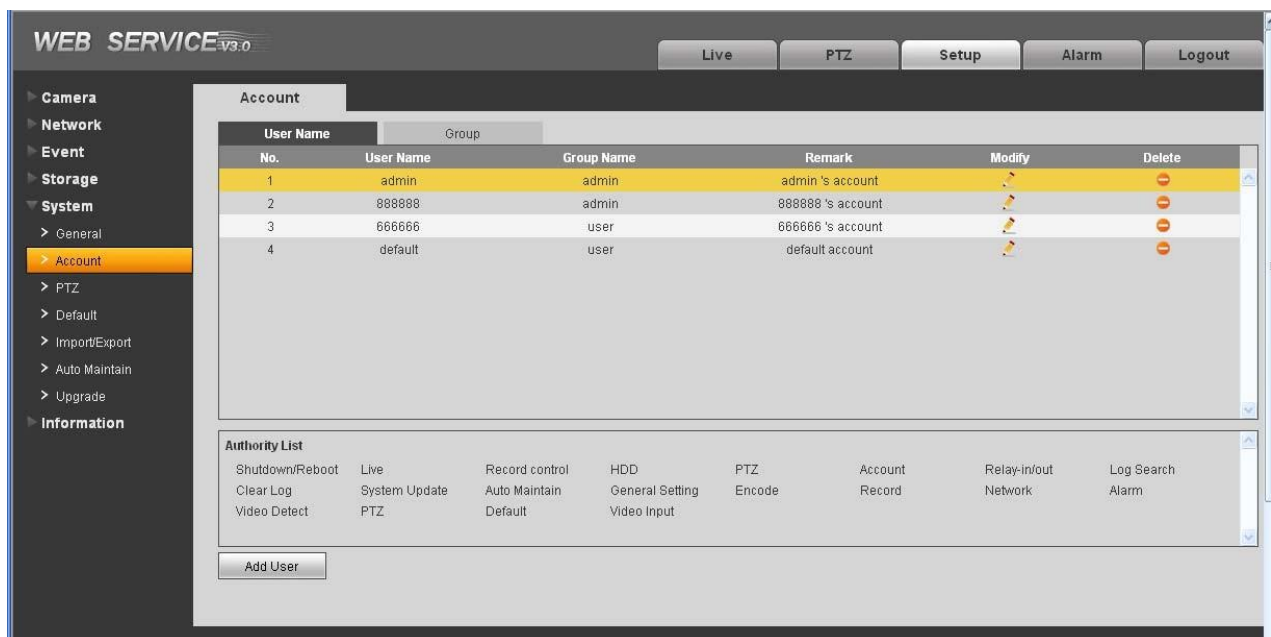 WEB SERVICE V3.0
Live PTZ Setup Alarm Logout
Camera
Network
Event
Storage
System
> General
> Account
> PTZ
> Default
> Import/Export
> Auto Maintain
> Upgrade
Information
Account
User Name Group
No. User Name Group Name Remark Modify Delete
1 admin admin admin 's account
2 888888 admin 888888 's account
3 666666 user 666666 's account
4 default user default account
Authority List
Shutdown/Reboot Live Record control HDD PTZ Account Relay-in/out Log Search
Clear Log System Update Auto Maintain General Setting Encode Record Network Alarm
Video Detect PTZ Default Video Input
Add User